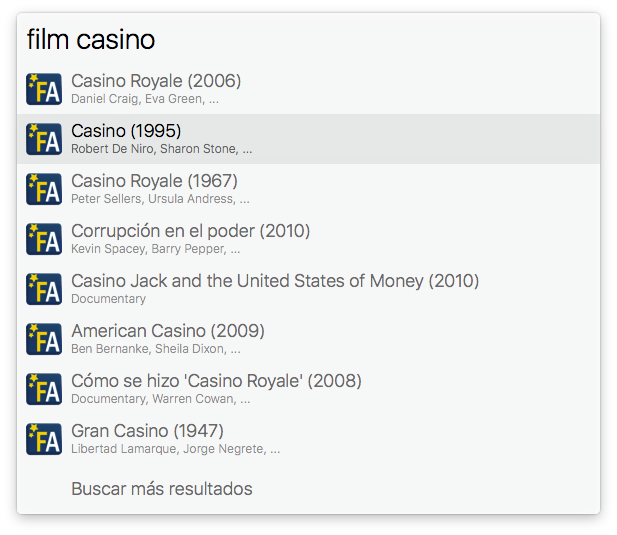 film casino
FA Casino Royale (2006)
Daniel Craig, Eva Green, ...
FA Casino (1995)
Robert De Niro, Sharon Stone, ...
FA Casino Royale (1967)
Peter Sellers, Ursula Andress, ...
FA Corrupción en el poder (2010)
Kevin Spacey, Barry Pepper, ...
FA Casino Jack and the United States of Money (2010)
Documentary
FA American Casino (2009)
Ben Bernanke, Sheila Dixon, ...
FA Cómo se hizo 'Casino Royale' (2008)
Documentary, Warren Cowan, ...
FA Gran Casino (1947)
Libertad Lamarque, Jorge Negrete, ...
Buscar más resultados